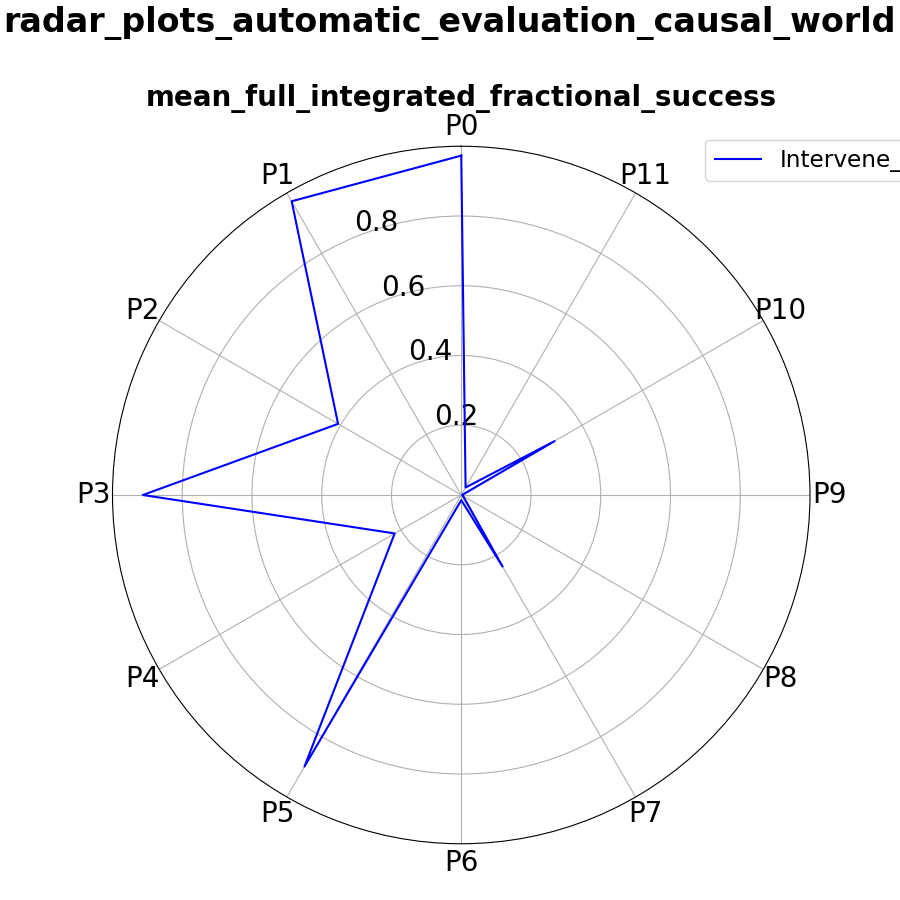 radar_plots_automatic_evaluation_causal_world
mean_full_integrated_fractional_success
P0
P1
P11
Intervene_
0.8
0.6
P2
P10
0.4
0.2
P3
P9
P4
P8
P5
P7
P6